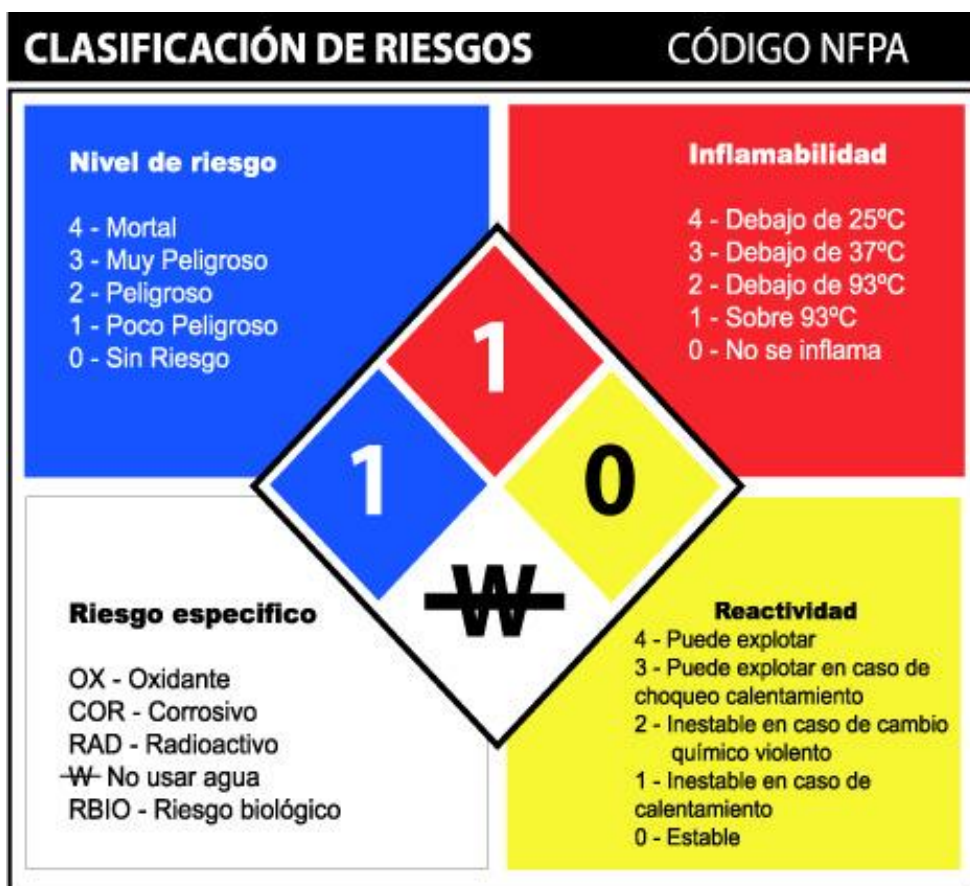 CLASIFICACIÓN DE RIESGOS CÓDIGO NFPA
Nivel de riesgo
4 - Mortal
3 - Muy Peligroso
2 - Peligroso
1 - Poco Peligroso
0 - Sin Riesgo
Inflamabilidad
4 - Debajo de 25ºC
3 - Debajo de 37ºC
2 - Debajo de 93ºC
1 - Sobre 93ºC
0 - No se inflama
1
1
0
W
Riesgo especifico
OX - Oxidante
COR - Corrosivo
RAD - Radioactivo
W No usar agua
RBIO - Riesgo biológico
Reactividad
4 - Puede explotar
3 - Puede explotar en caso de
choqueo calentamiento
2 - Inestable en caso de cambio
químico violento
1 - Inestable en caso de
calentamiento
0 - Estable